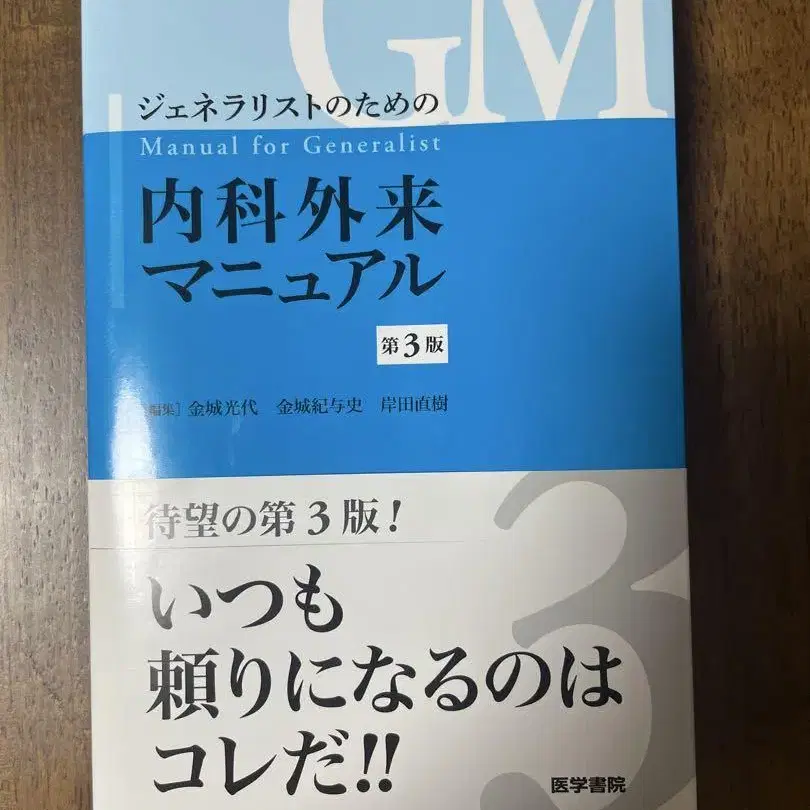 GM
ジェネラリストのための
Manual for Generalist
内科外来
マニュアル
第3版
編集] 金城光代 金城紀与史 岸田直樹
待望の第3版!
3
いつも
頼りになるのは
コレだ!!
医学書院